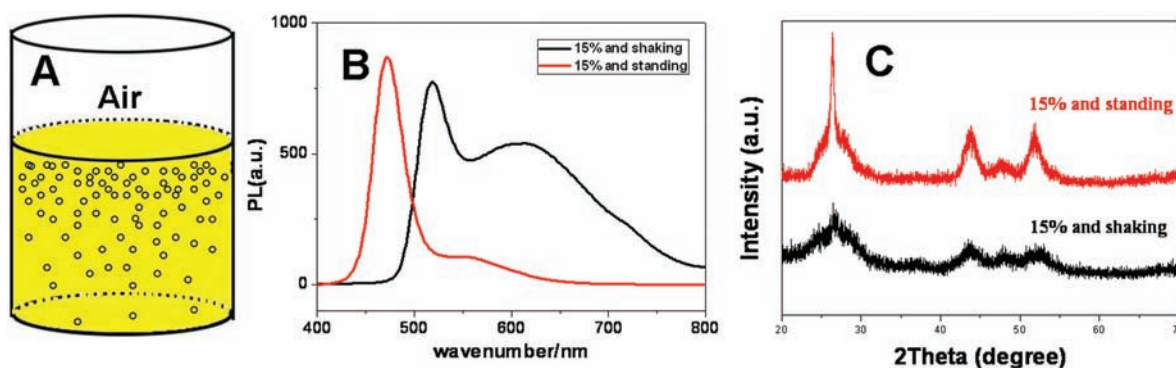 A
Air
B
1000
500
0
PL(a.u.)
15% and shaking
15% and standing
400 500 600 700 800
wavenumber/nm
C
15% and standing
15% and shaking
Intensity (a.u.)
20 30 40 50 60
2Theta (degree)